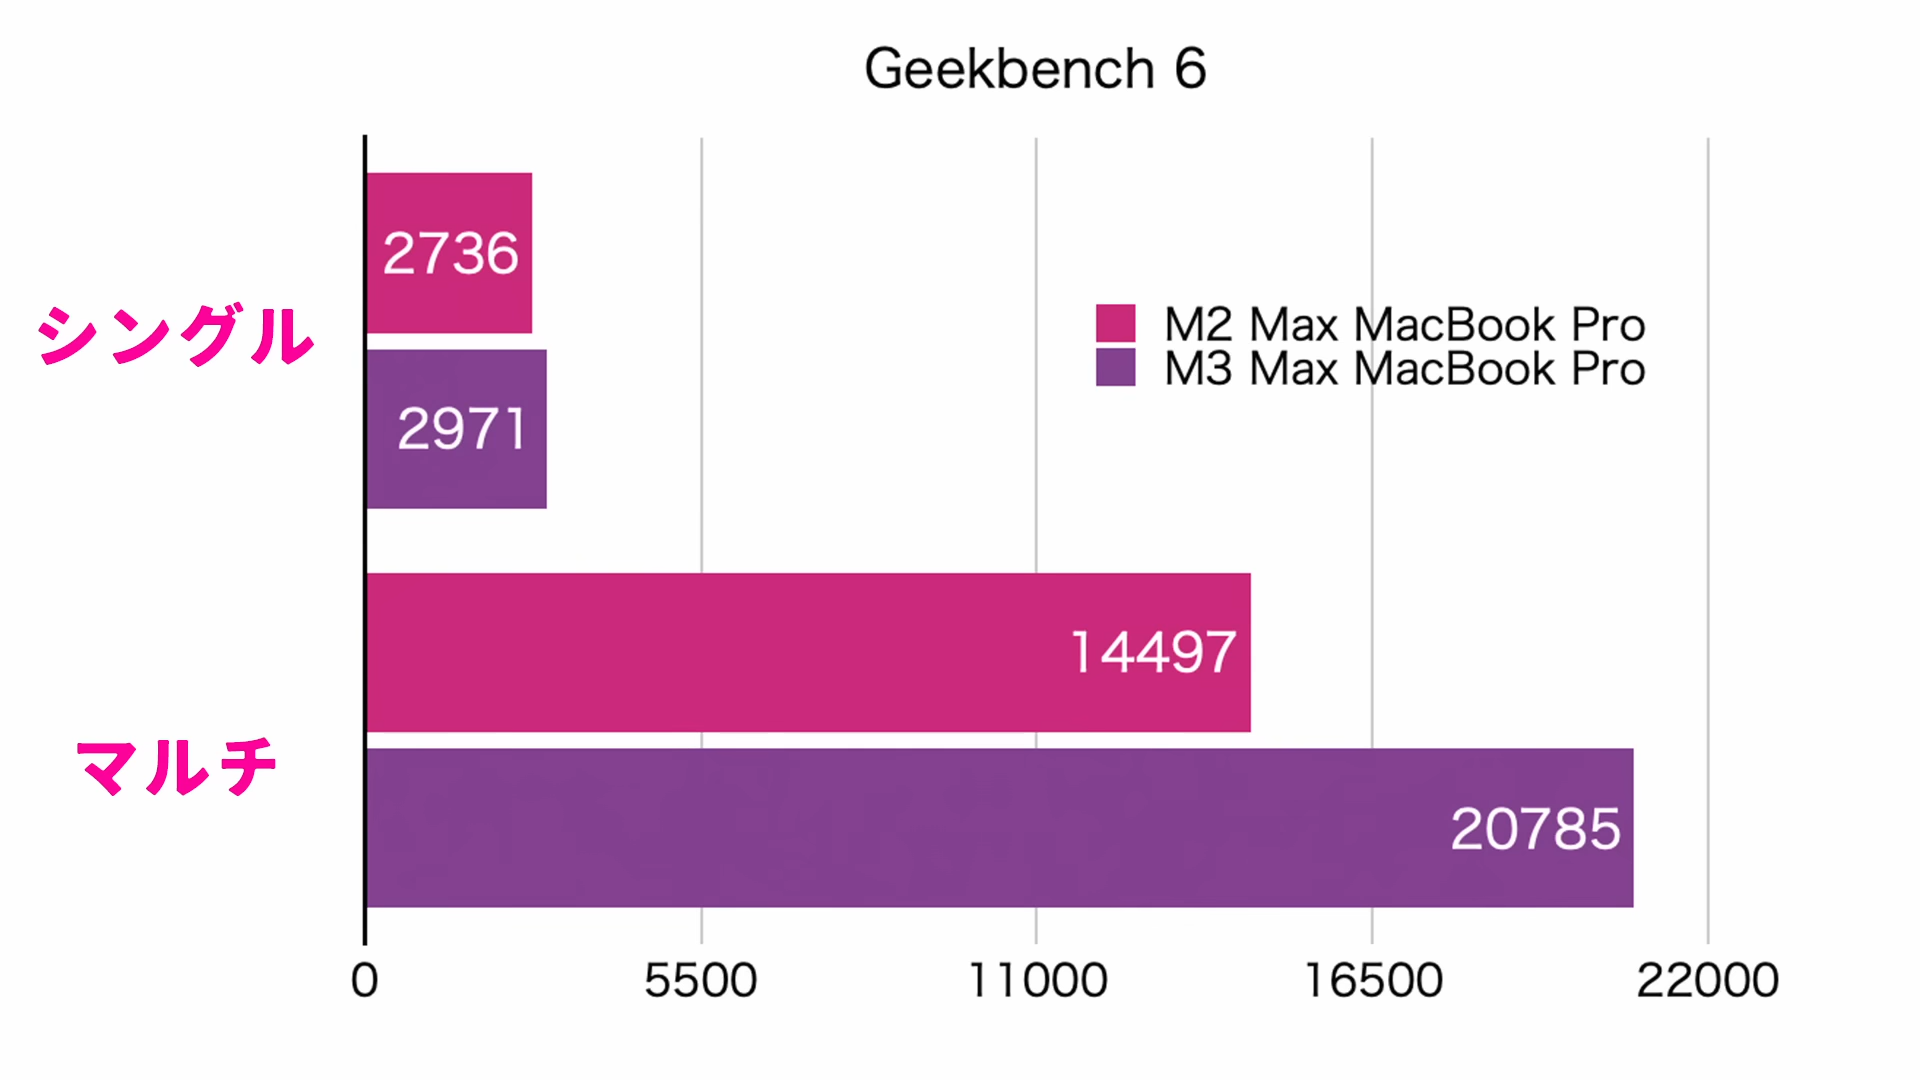 Geekbench 6
シングル
2736
2971
M2 Max MacBook Pro
M3 Max MacBook Pro
マルチ
14497
20785
0 5500 11000 16500 22000